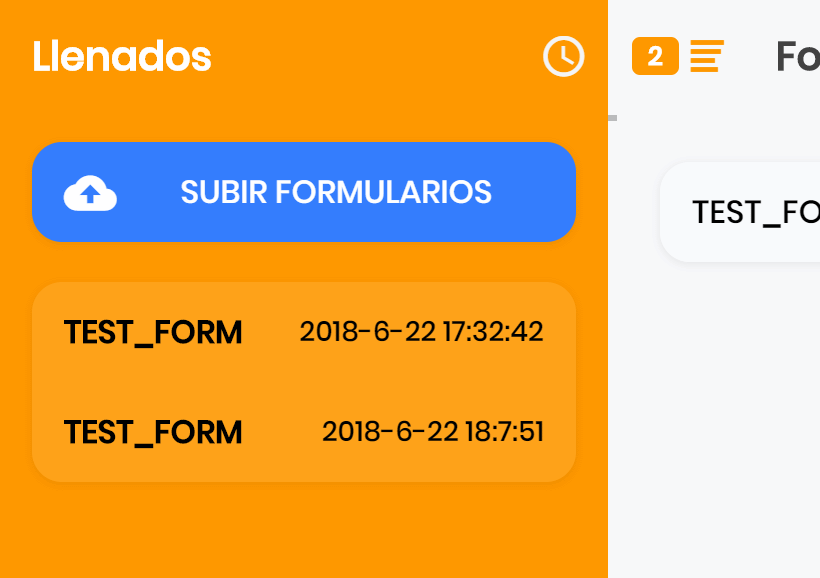 Llenados
2
Fo
SUBIR FORMULARIOS
TEST_FO
TEST_FORM 2018-6-22 17:32:42
TEST_FORM 2018-6-22 18:7:51